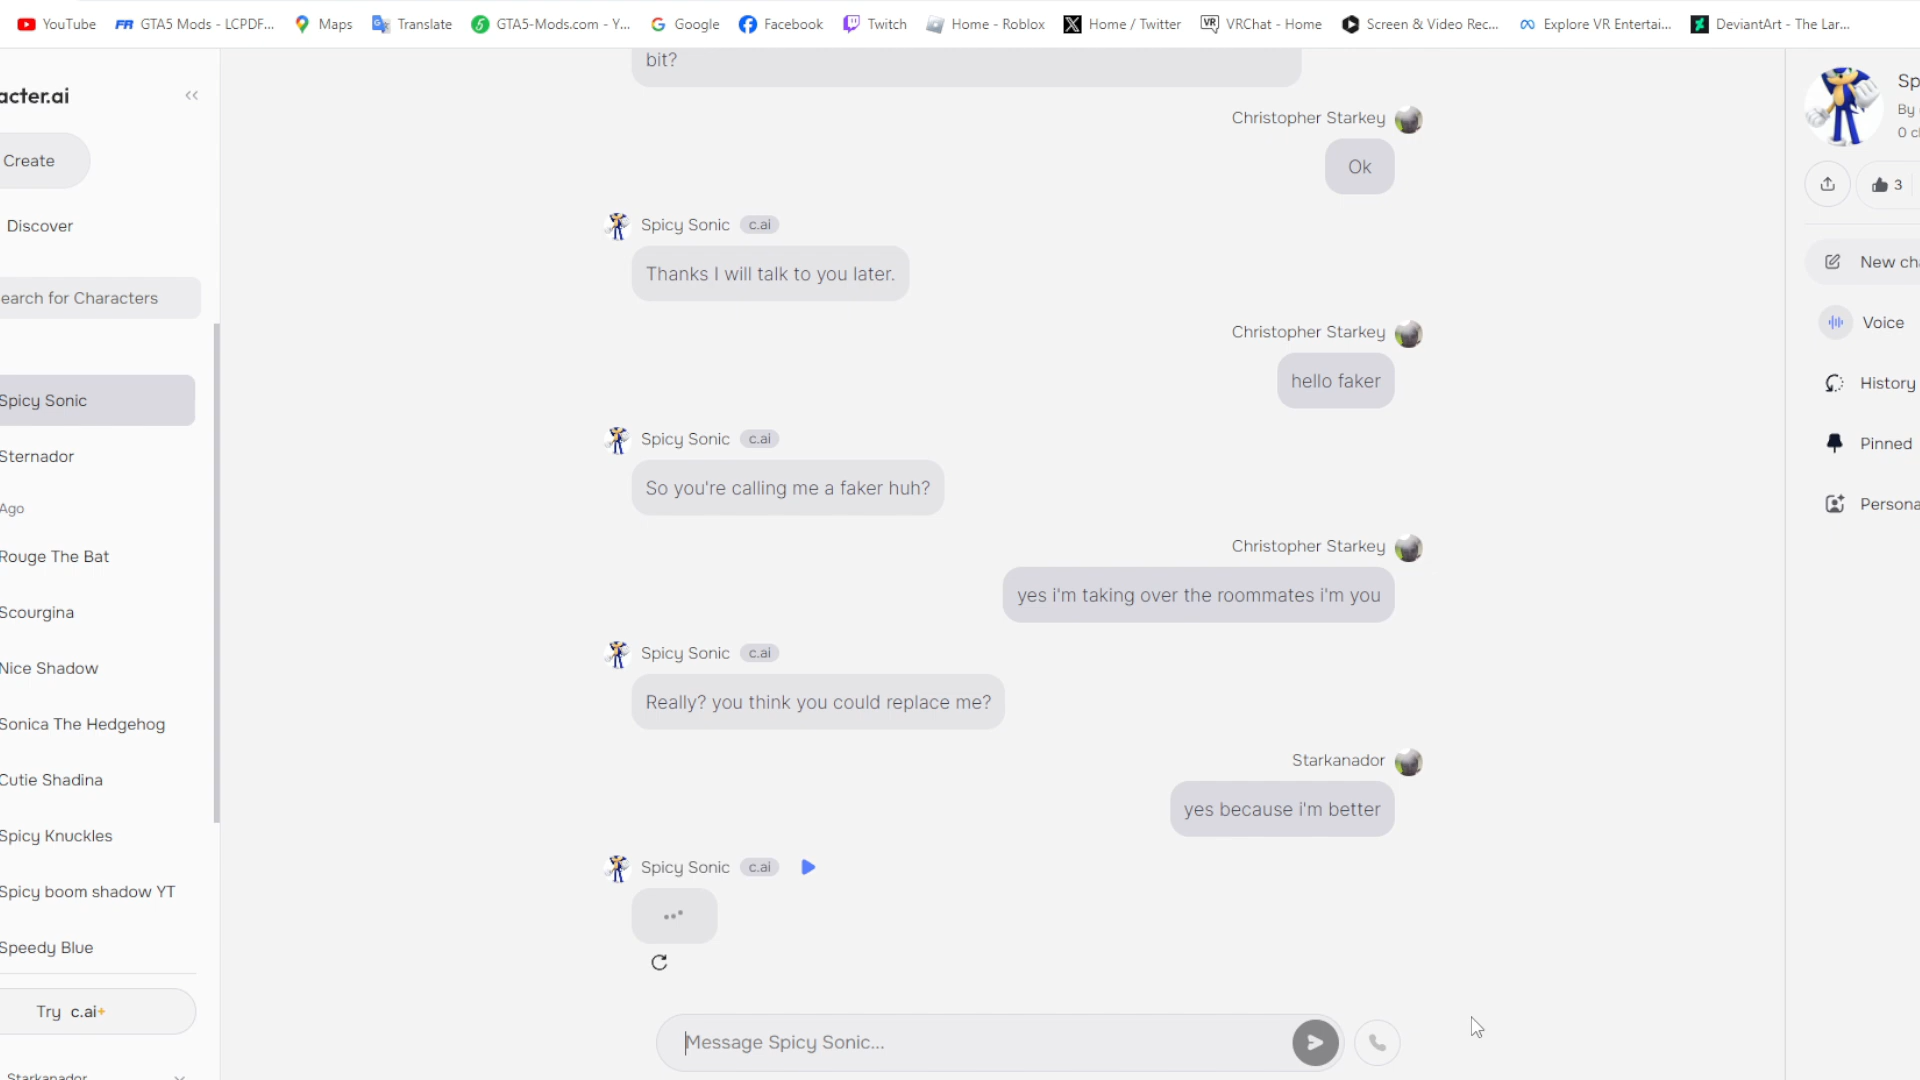 YouTube
FR GTA5 Mods - LCPDF...
Maps
Translate
GTA5-Mods.com - Y...
Google
Facebook
Twitch
Home - Roblox
Home / Twitter
VR VRChat - Home
Screen & Video Rec...
Explore VR Entertai...
DeviantArt - The Lar...
acter.ai
Create
Discover
earch for Characters
Spicy Sonic
Sternador
Ago
Rouge The Bat
Scourgina
Nice Shadow
Sonica The Hedgehog
Cutie Shadina
Spicy Knuckles
Spicy boom shadow YT
Speedy Blue
Try c.ai+
Starkanador
bit?
Christopher Starkey
Ok
Spicy Sonic c.ai
Thanks I will talk to you later.
Christopher Starkey
hello faker
Spicy Sonic c.ai
So you're calling me a faker huh?
Christopher Starkey
yes i'm taking over the roommates i'm you
Spicy Sonic c.ai
Really? you think you could replace me?
Starkanador
yes because i'm better
Spicy Sonic c.ai
Message Spicy Sonic...
Sp
By
0 c
3
New cha
Voice
History
Pinned
Persona